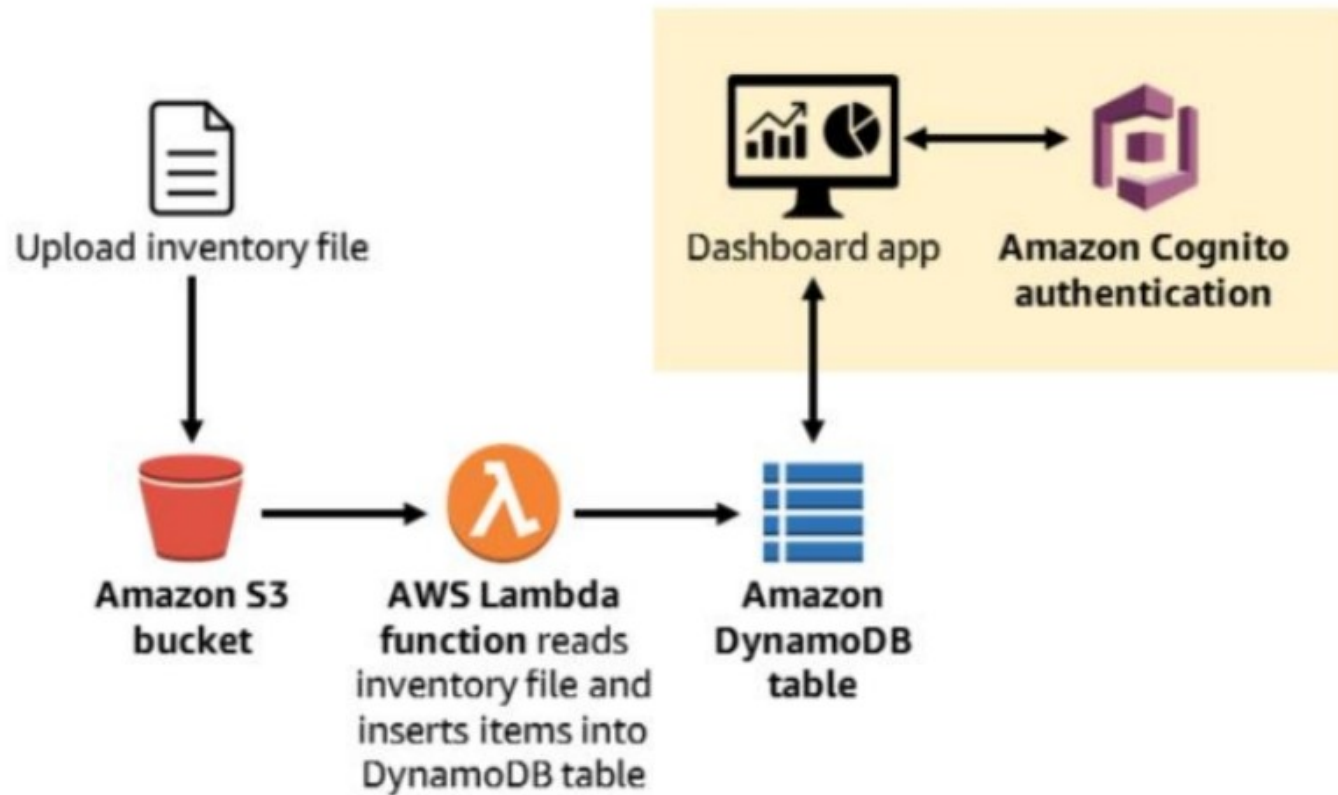 Upload inventory file
Dashboard app
Amazon Cognito
authentication
Amazon S3
bucket
AWS Lambda
function reads
inventory file and
inserts items into
DynamoDB table
Amazon
DynamoDB
table